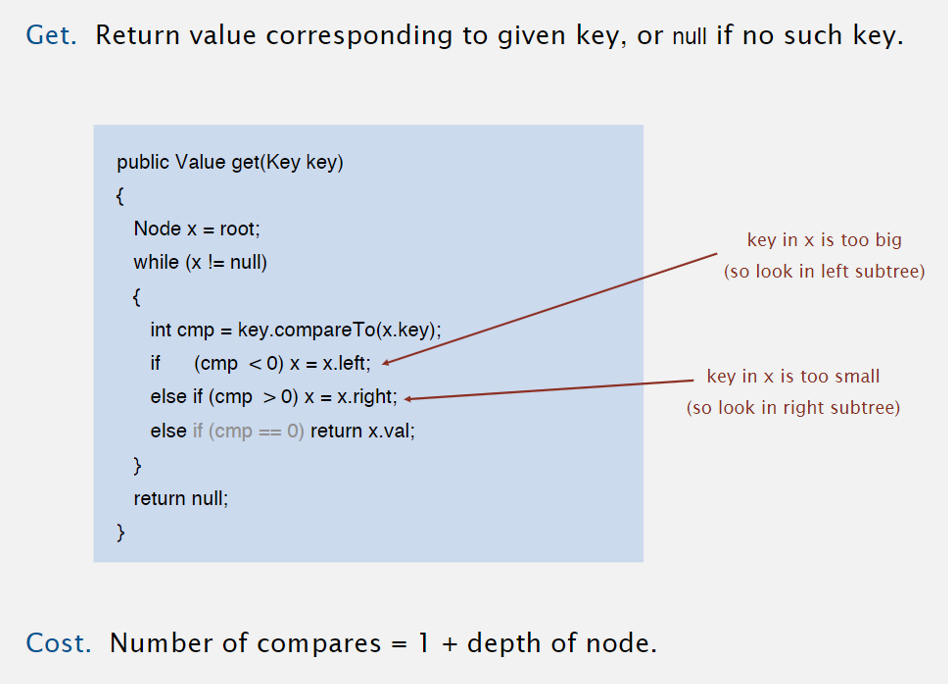 Get. Return value corresponding to given key, or null if no such key.
public Value get(Key key)
{
Node x = root;
while (x != null)
{
int cmp = key.compareTo(x.key);
if (cmp < 0) x = x.left;
else if (cmp > 0) x = x.right;
else if (cmp == 0) return x.val;
}
return null;
}
key in x is too big
(so look in left subtree)
key in x is too small
(so look in right subtree)
Cost. Number of compares = 1 + depth of node.